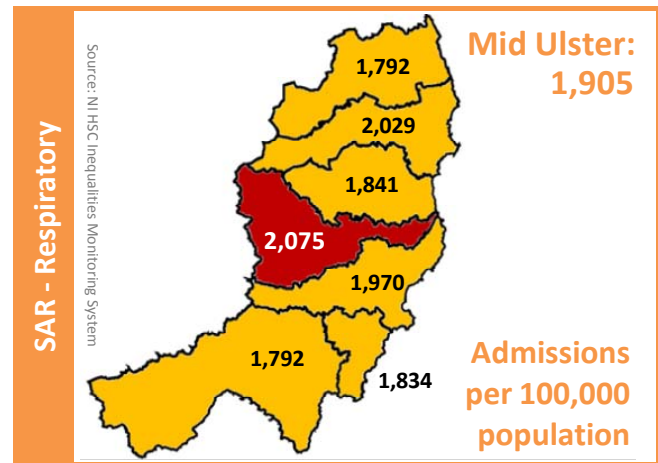 SAR - Respiratory
Source: NI HSC Inequalities Monitoring System
Mid Ulster:
1,905
1,792
2,029
1,841
2,075
1,970
1,792
1,834
Admissions
per 100,000
population